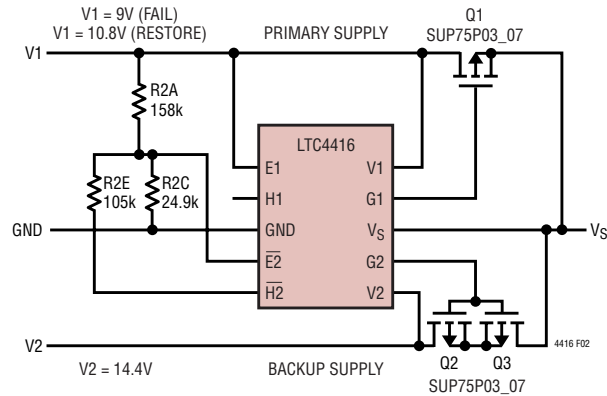 V1 = 9V (FAIL)
V1 = 10.8V (RESTORE)
PRIMARY SUPPLY
Q1
SUP75P03_07
V1
R2A
158k
LTC4416
E1
V1
R2E
105k
R2C
24.9k
H1
G1
GND
GND
VS
VS
E2
G2
H2
V2
V2
V2 = 14.4V
BACKUP SUPPLY
Q2
Q3
4416 F02
SUP75P03_07